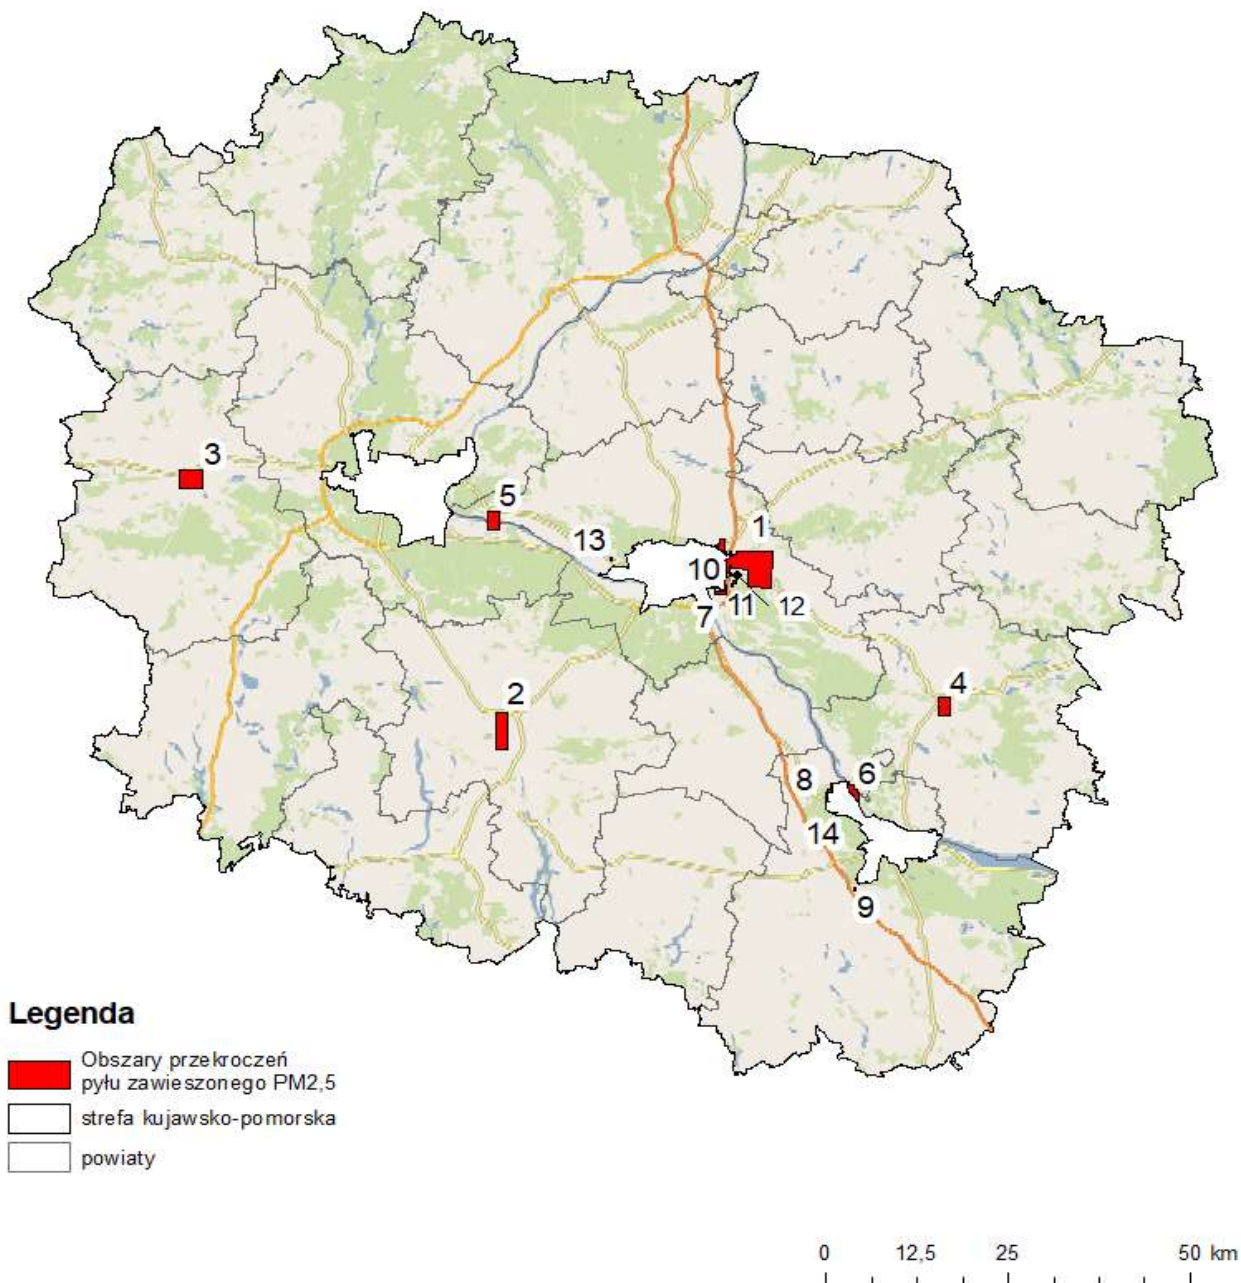 3
5
13
1
10
11
12
7
2
4
6
8
14
9
Legenda
Obszary przekroczeń
pyłu zawieszonego PM2,5
strefa kujawsko-pomorska
powiaty
0 12,5 25 50 km